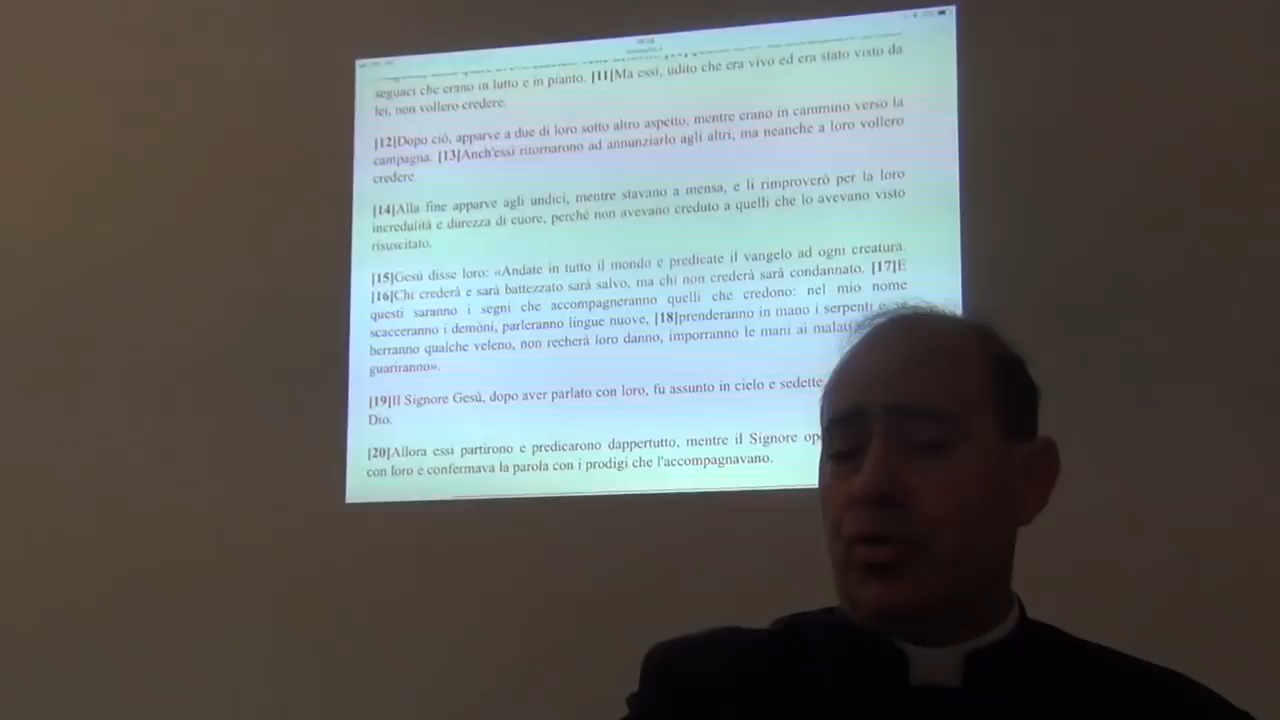 seguaci che erano in lutto e in pianto. [11]Ma essi, udito che era vivo ed era stato visto da
lei, non vollero credere.
[12]Dopo ciò, apparve a due di loro sotto altro aspetto, mentre erano in cammino verso la
campagna. [13]Anch'essi ritornarono ad annunziarlo agli altri; ma neanche a loro vollero
credere.
[14]Alla fine apparve agli undici, mentre stavano a mensa, e li rimproverò per la loro
incredulità e durezza di cuore, perché non avevano creduto a quelli che lo avevano visto
risuscitato.
[15]Gesù disse loro: «Andate in tutto il mondo e predicate il vangelo ad ogni creatura.
[16]Chi crederà e sarà battezzato sarà salvo, ma chi non crederà sarà condannato. [17]E
questi saranno i segni che accompagneranno quelli che credono: nel mio nome
scacceranno i demòni, parleranno lingue nuove, [18]prenderanno in mano i serpenti e
berranno qualche veleno, non recherà loro danno, imporranno le mani ai malati
guariranno».
[19]Il Signore Gesù, dopo aver parlato con loro, fu assunto in cielo e sedette
Dio.
[20]Allora essi partirono e predicarono dappertutto, mentre il Signore op
con loro e confermava la parola con i prodigi che l'accompagnavano.